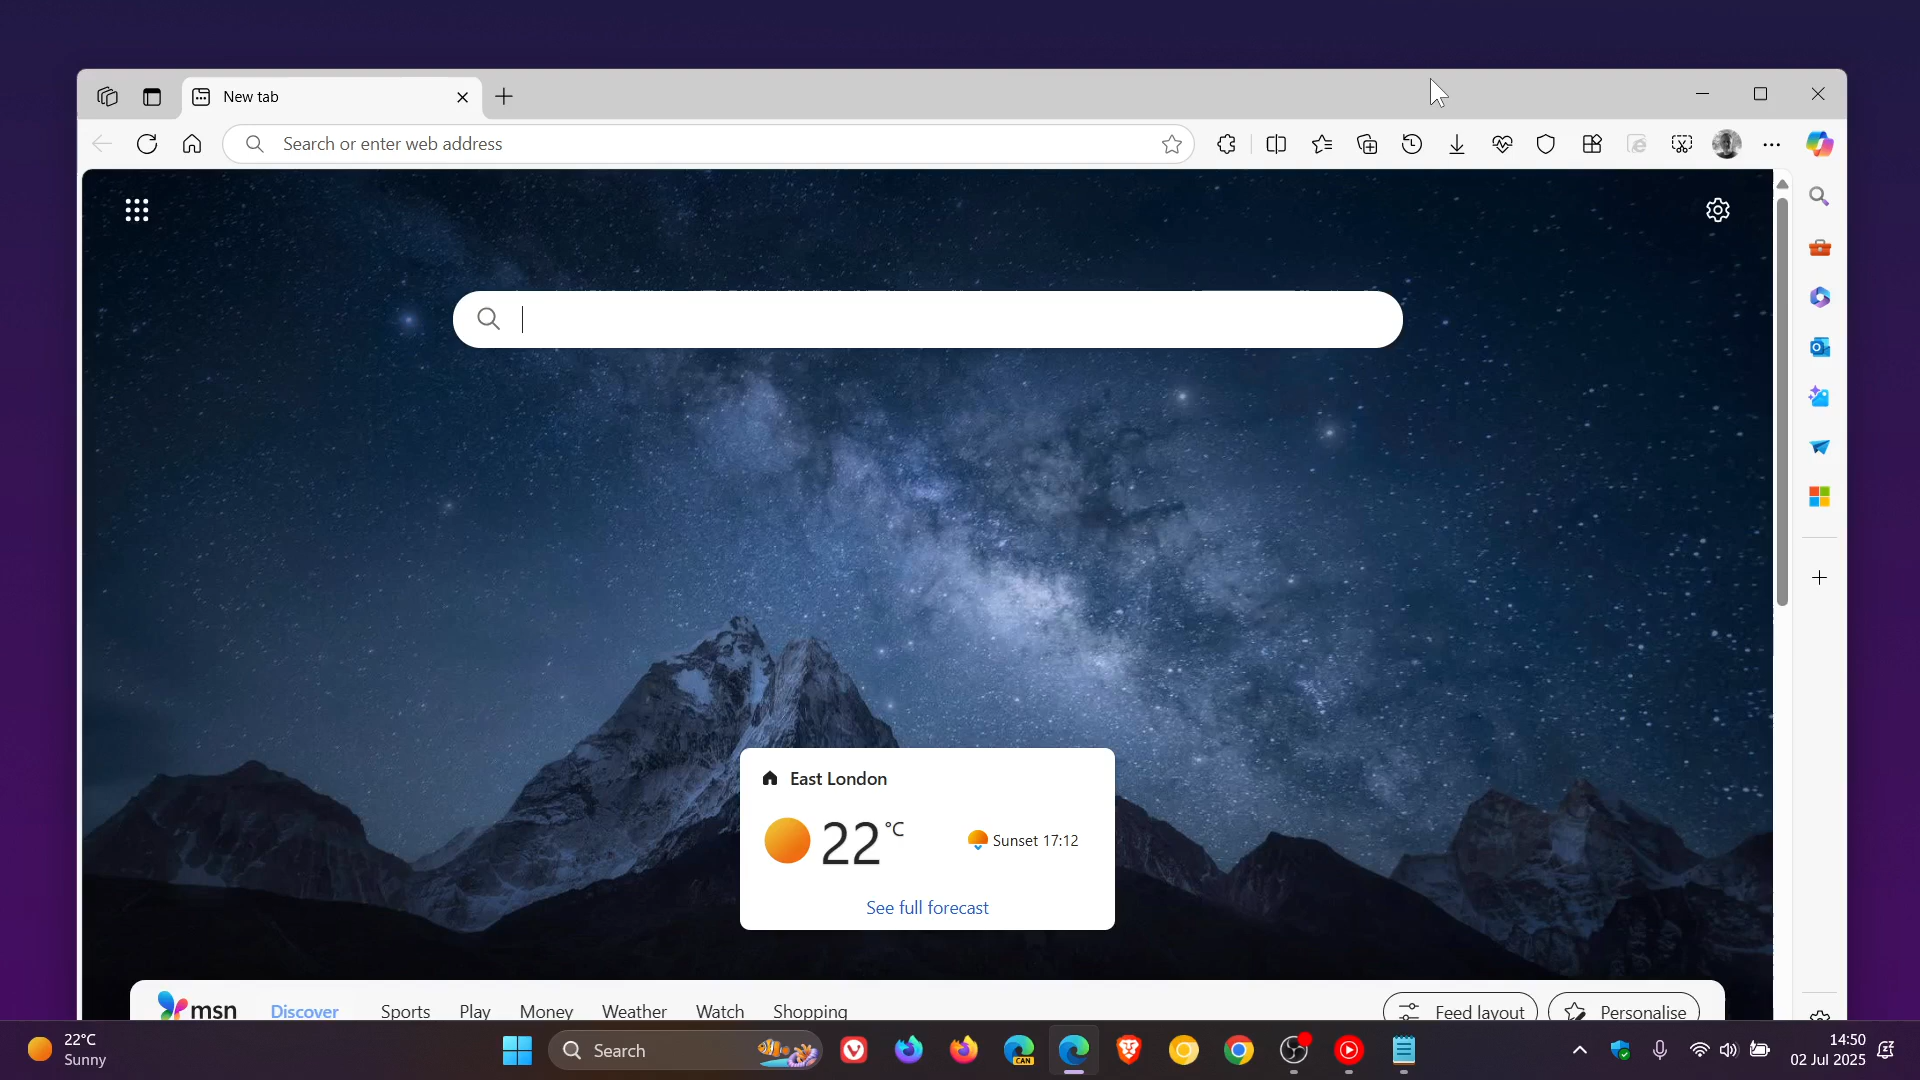 New tab
Search or enter web address
East London
22 °C
Sunset 17:12
See full forecast
msn
Discover
Sports
Play
Money
Weather
Watch
Shopping
Feed layout
Personalise
22°C
Sunny
Search
CAN
14:50
02 Jul 2025